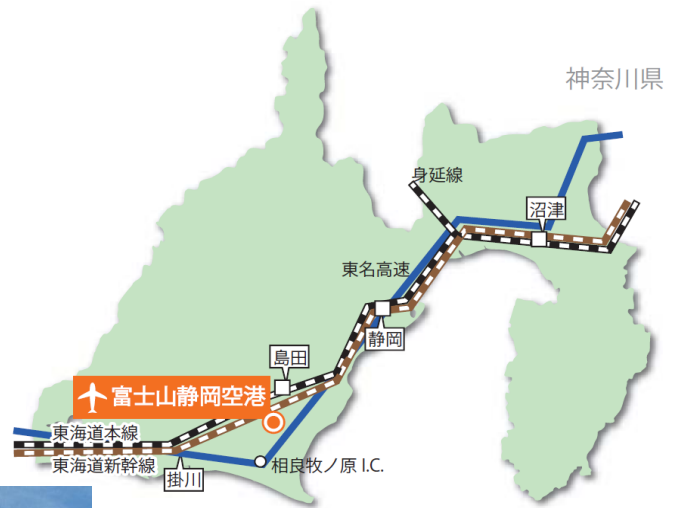 神奈川県
身延線
沼津
東名高速
静岡
島田
富士山静岡空港
東海道本線
東海道新幹線
相良牧ノ原 I.C.
掛川